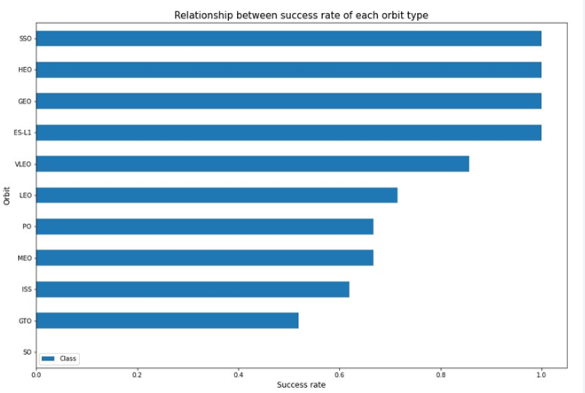 Relationship between success rate of each orbit type
SSO
HEO
GEO
ES-L1
VLEO
LEO
PO
MEO
ISS
GTO
SO
Orbit
Class
0.0 0.2 0.4 0.6 0.8 1.0
Success rate